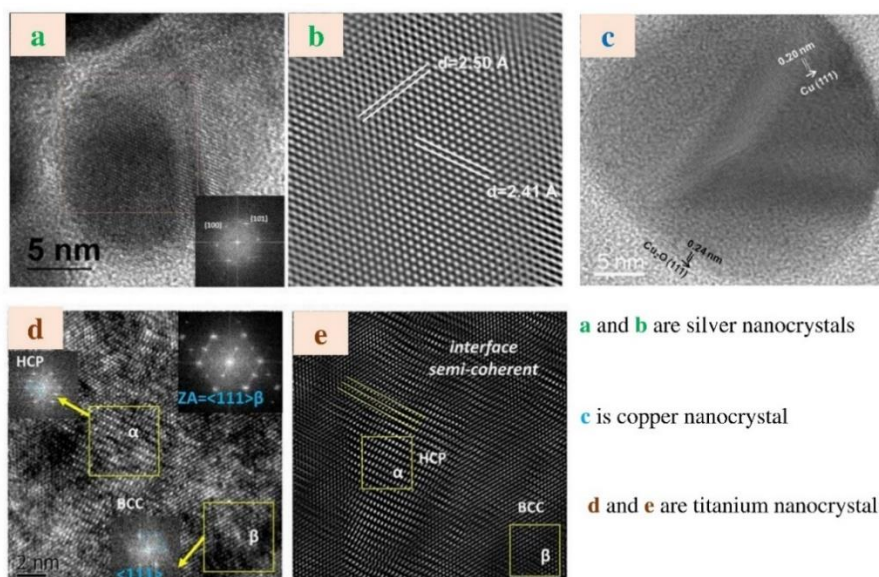 a
(100)
(101)
5 nm
b
d=2.50 Å
d=2.41 Å
c
0.20 nm
Cu (111)
0.24 nm
Cu₂O (111)
5 nm
d
HCP
ZA=<111>β
α
BCC
β
2 nm
<111>
e
interface
semi-coherent
α
HCP
BCC
β
a and b are silver nanocrystals
c is copper nanocrystal
d and e are titanium nanocrystal